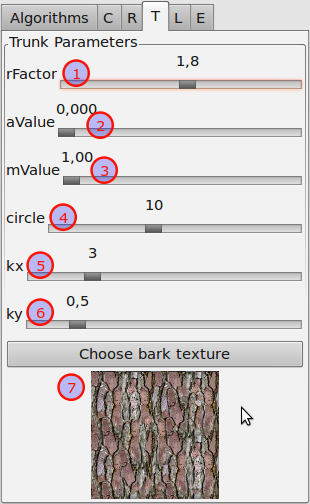 Algorithms C R T L E
Trunk Parameters
1,8
rFactor 1
0,000
aValue 2
1,00
mValue 3
10
circle 4
3
kx 5
0,5
ky 6
Choose bark texture
7